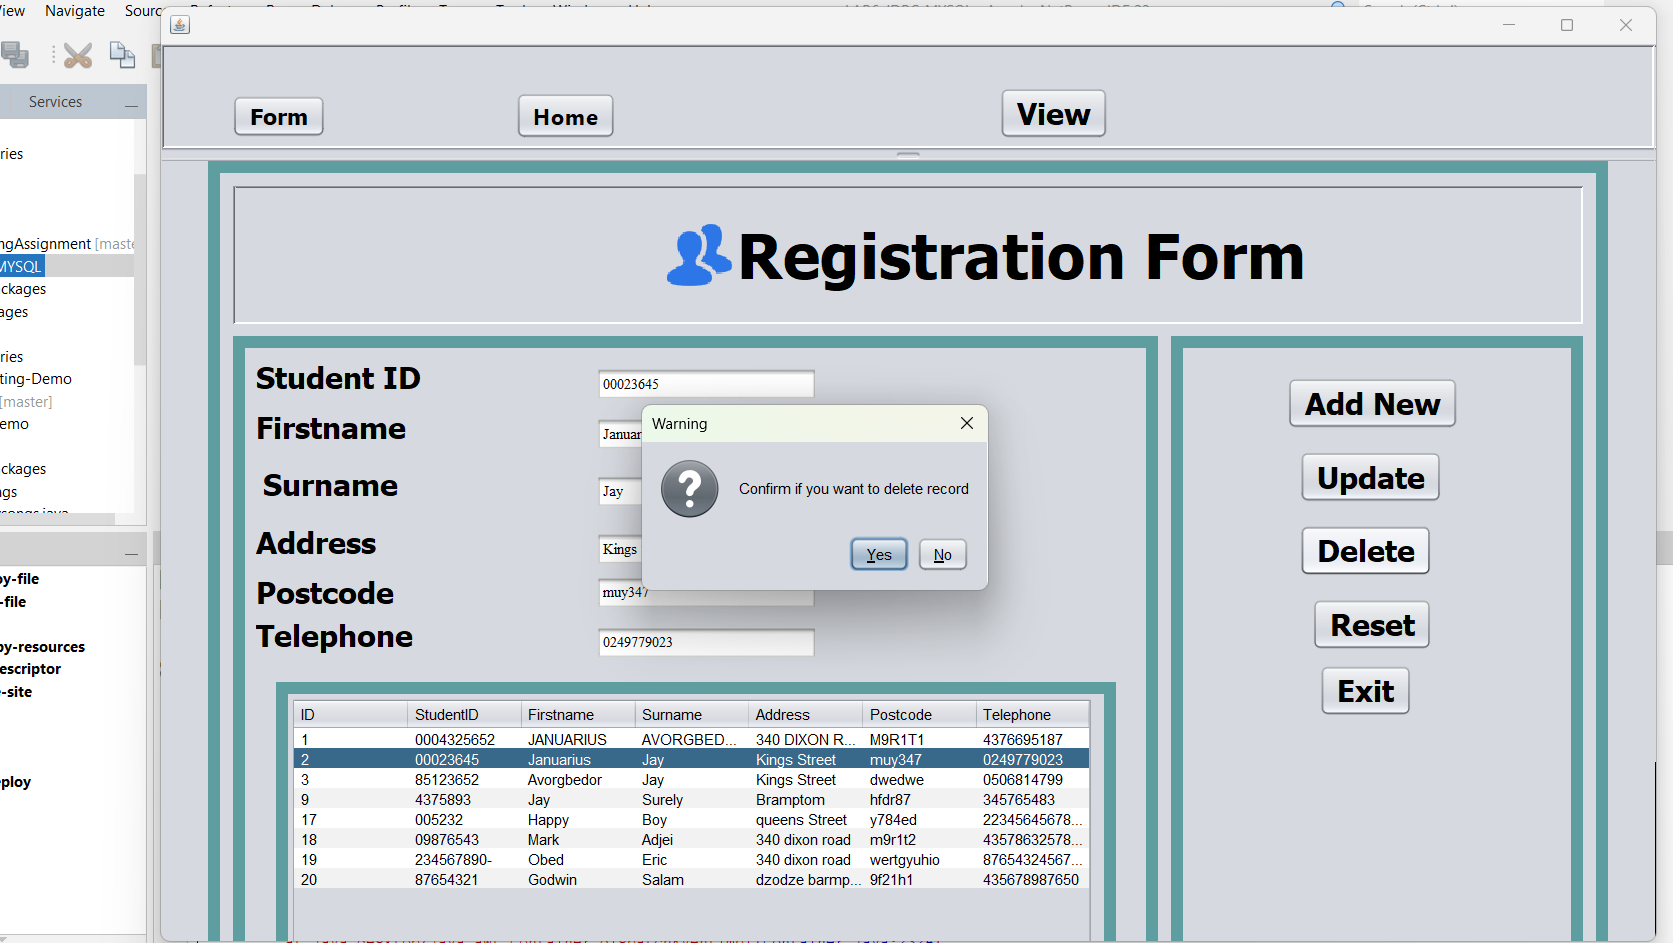 View Navigate
Services
Form Home View
ries
Registration Form
ngAssignment [maste
MYSQL
ckages
ages
ries
ting-Demo
[master]
emo
ckages
ngs
Student ID 00023645
Firstname Januar
Surname Jay
Address Kings
Postcode muy347
Telephone 0249779023
Warning
Confirm if you want to delete record
Yes No
Add New
Update
Delete
Reset
Exit
by-file
-file
py-resources
escriptor
-site
ploy
ID StudentID Firstname Surname Address Postcode Telephone
1 0004325652 JANUARIUS AVORGBED... 340 DIXON R... M9R1T1 4376695187
2 00023645 Januarius Jay Kings Street muy347 0249779023
3 85123652 Avorgbedor Jay Kings Street dwedwe 0506814799
9 4375893 Jay Surely Bramptom hfdr87 345765483
17 005232 Happy Boy queens Street y784ed 22345645678...
18 09876543 Mark Adjei 340 dixon road m9r1t2 43578632578...
19 234567890- Obed Eric 340 dixon road wertgyuhio 87654324567...
20 87654321 Godwin Salam dzodze barmp... 9f21h1 435678987650